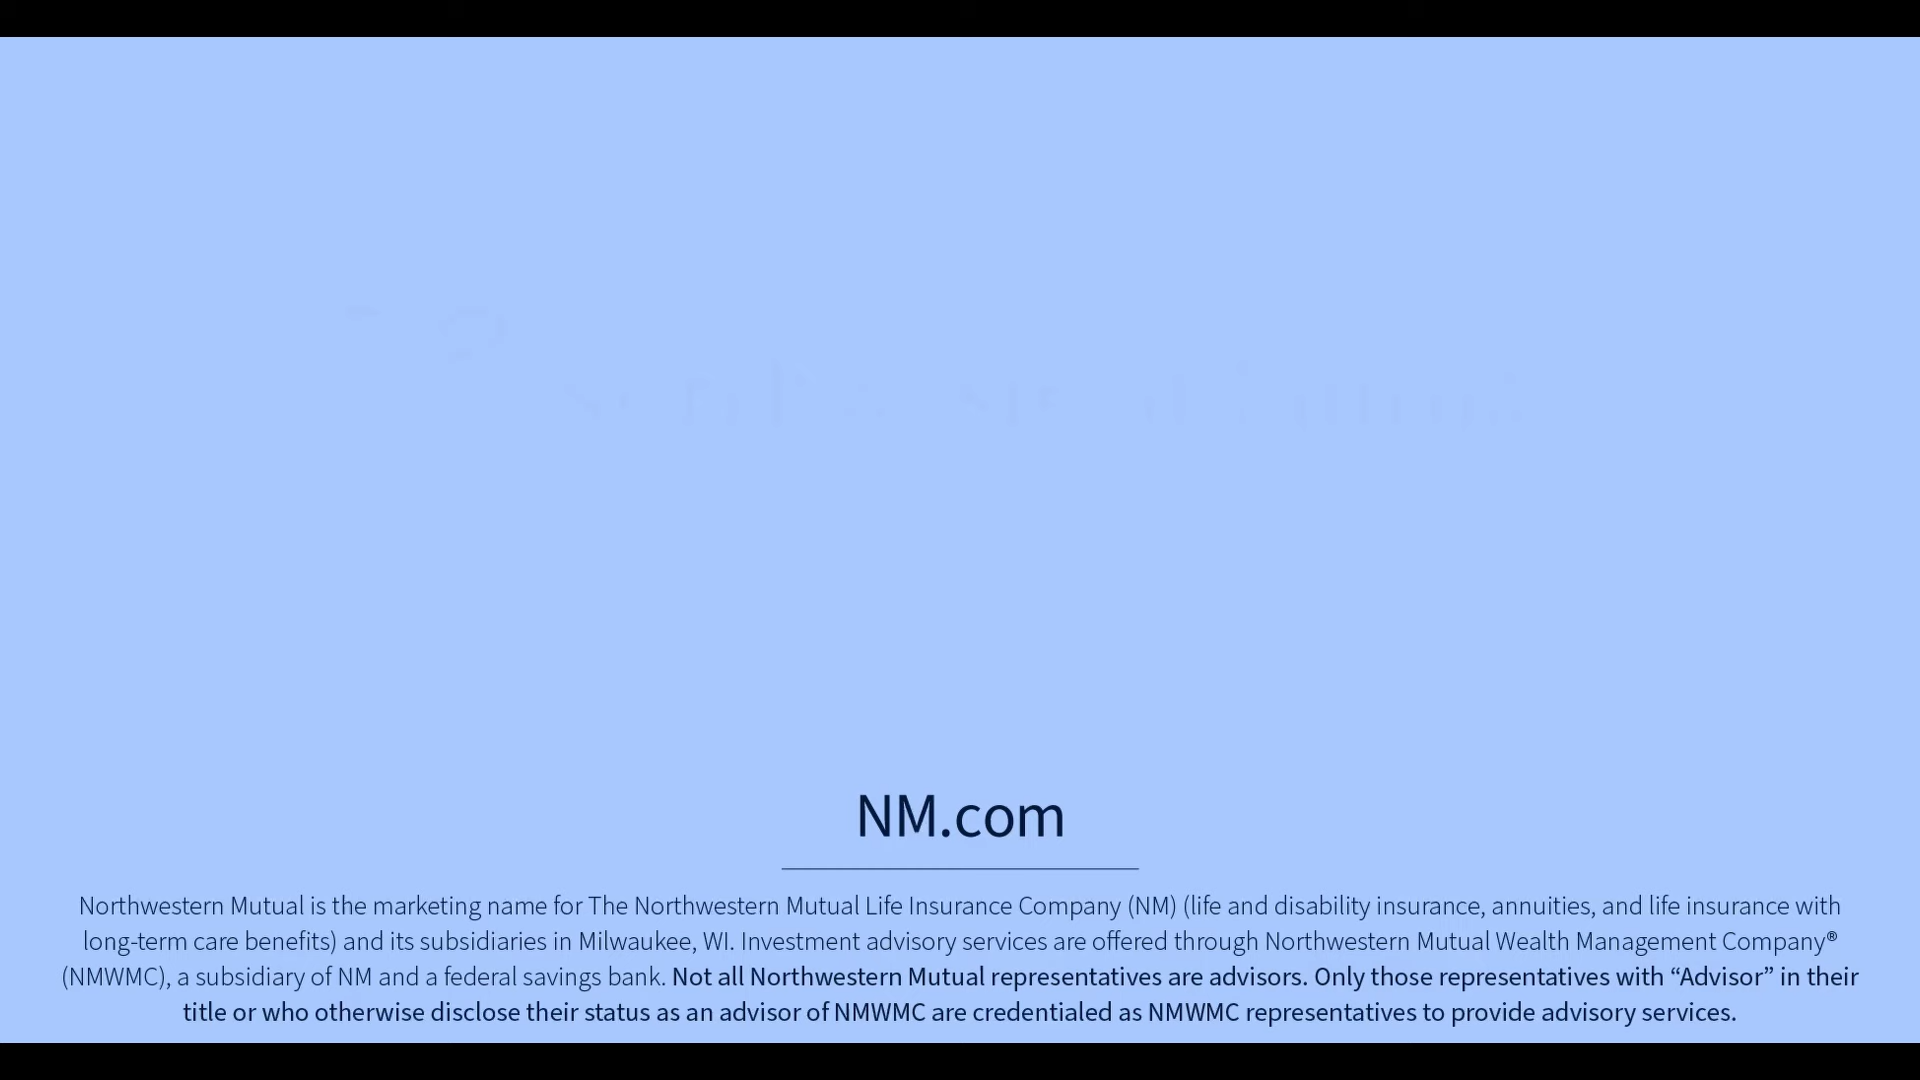 NM.com
Northwestern Mutual is the marketing name for The Northwestern Mutual Life Insurance Company (NM) (life and disability insurance, annuities, and life insurance with
long-term care benefits) and its subsidiaries in Milwaukee, WI. Investment advisory services are offered through Northwestern Mutual Wealth Management Company®
(NMWMC), a subsidiary of NM and a federal savings bank. Not all Northwestern Mutual representatives are advisors. Only those representatives with “Advisor” in their
title or who otherwise disclose their status as an advisor of NMWMC are credentialed as NMWMC representatives to provide advisory services.